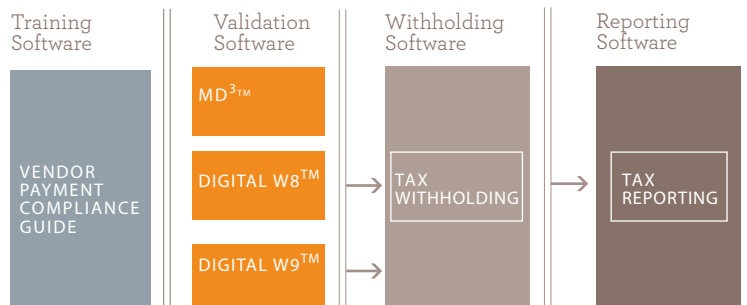 Training
Software
Validation
Software
Withholding
Software
Reporting
Software
VENDOR
PAYMENT
COMPLIANCE
GUIDE
MD³™
DIGITAL W8™
DIGITAL W9™
TAX
WITHHOLDING
TAX
REPORTING